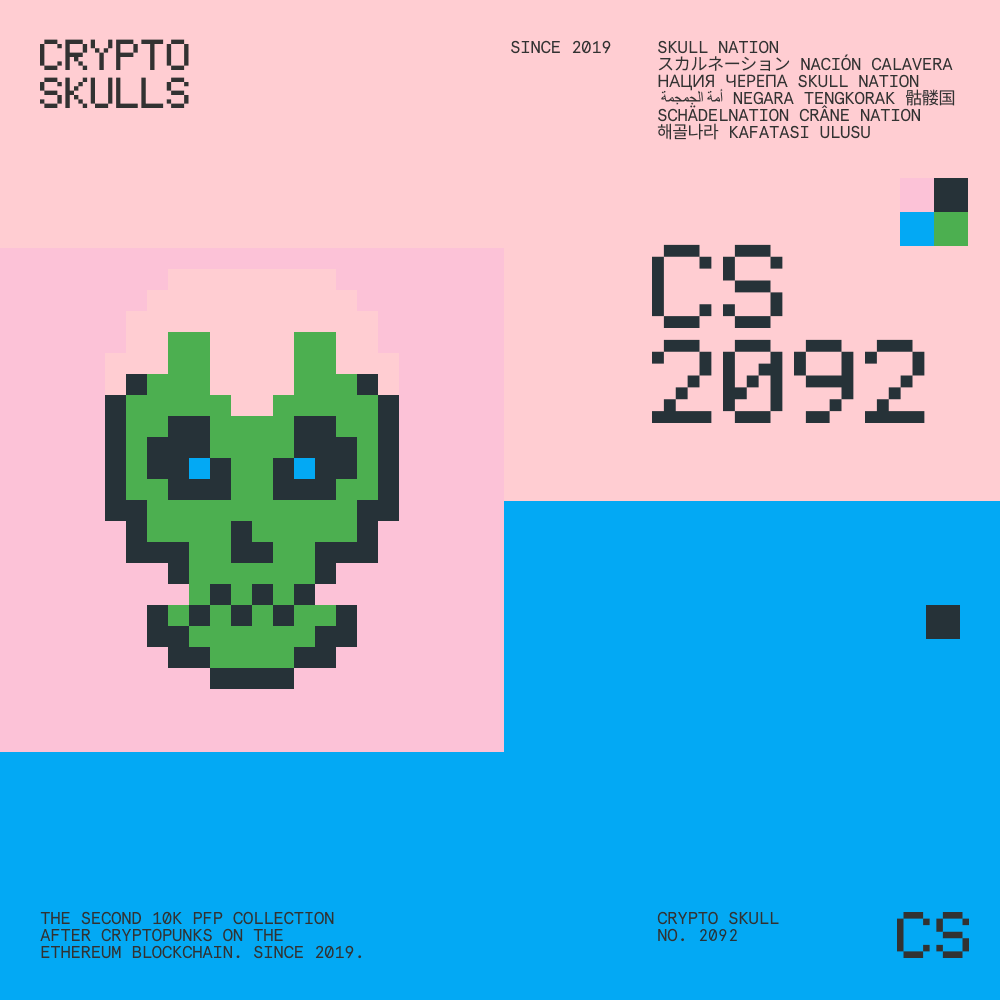 CRYPTO
SKULLS
SINCE 2019
SKULL NATION
スカルネーション NACIÓN CALAVERA
НАЦИЯ ЧЕРЕПА SKULL NATION
أمة الجمجمة NEGARA TENGKORAK 骷髅国
SCHÄDELNATION CRÂNE NATION
해골나라 KAFATASI ULUSU
CS
2092
THE SECOND 10K PFP COLLECTION
AFTER CRYPTOPUNKS ON THE
ETHEREUM BLOCKCHAIN. SINCE 2019.
CRYPTO SKULL
NO. 2092
CS